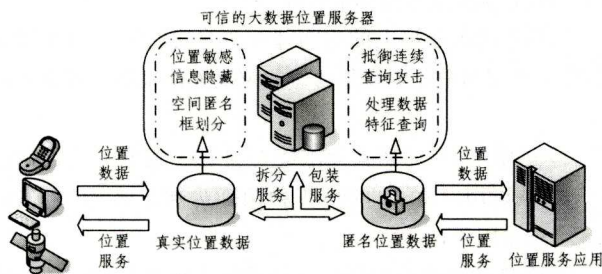 可信的大数据位置服务器
位置敏感
信息隐藏
空间匿名
框划分
抵御连续
查询攻击
处理数据
特征查询
位置
数据
位置
服务
拆分
服务
包装
服务
位置
数据
位置
服务
真实位置数据
匿名位置数据
位置服务应用